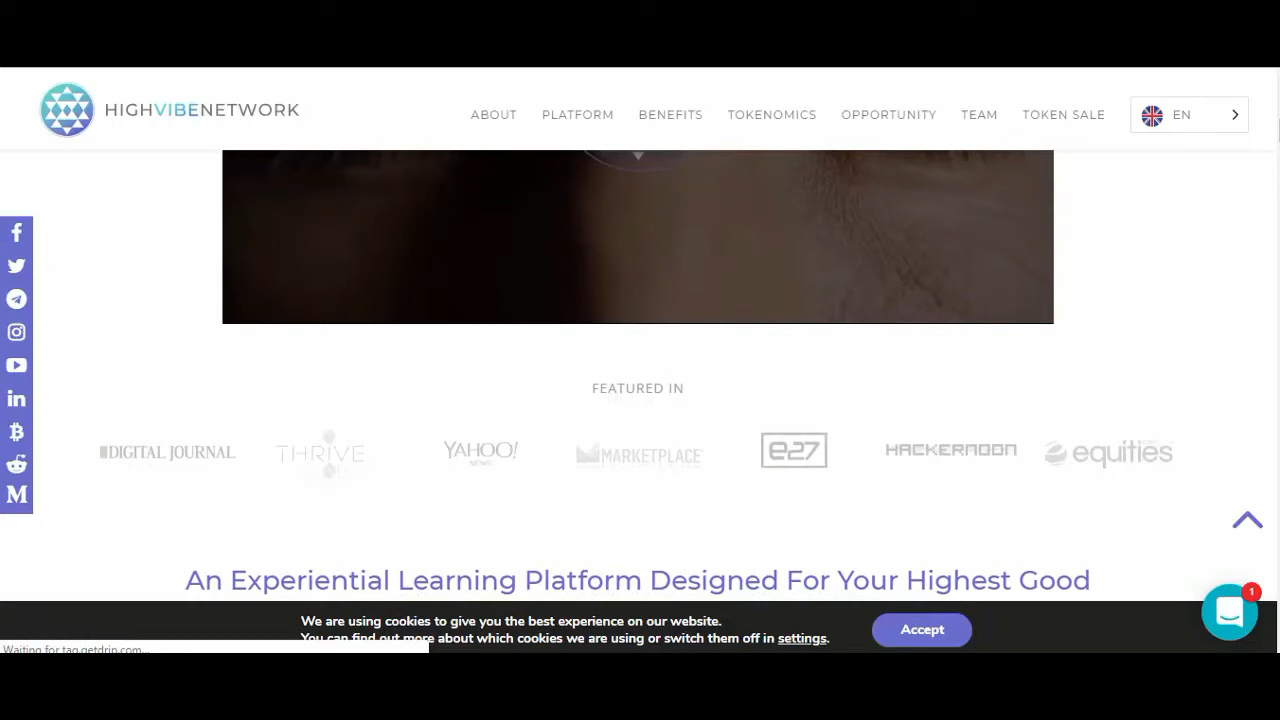 HIGHVIBENETWORK
ABOUT PLATFORM BENEFITS TOKENOMICS OPPORTUNITY TEAM TOKEN SALE EN
FEATURED IN
DIGITAL JOURNAL THRIVE YAHOO! NEWS MARKETPLACE e27 HACKERNOON equities
An Experiential Learning Platform Designed For Your Highest Good
We are using cookies to give you the best experience on our website.
You can find out more about which cookies we are using or switch them off in settings.
Accept
1
Waiting for tag.getdrip.com...